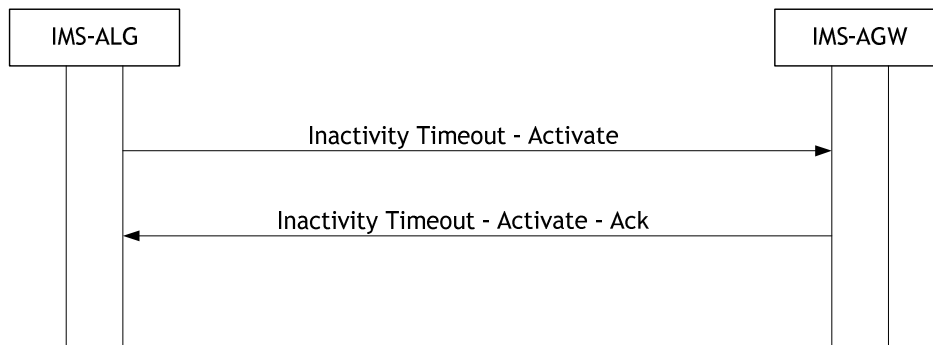 IMS-ALG
IMS-AGW
Inactivity Timeout - Activate
Inactivity Timeout - Activate - Ack